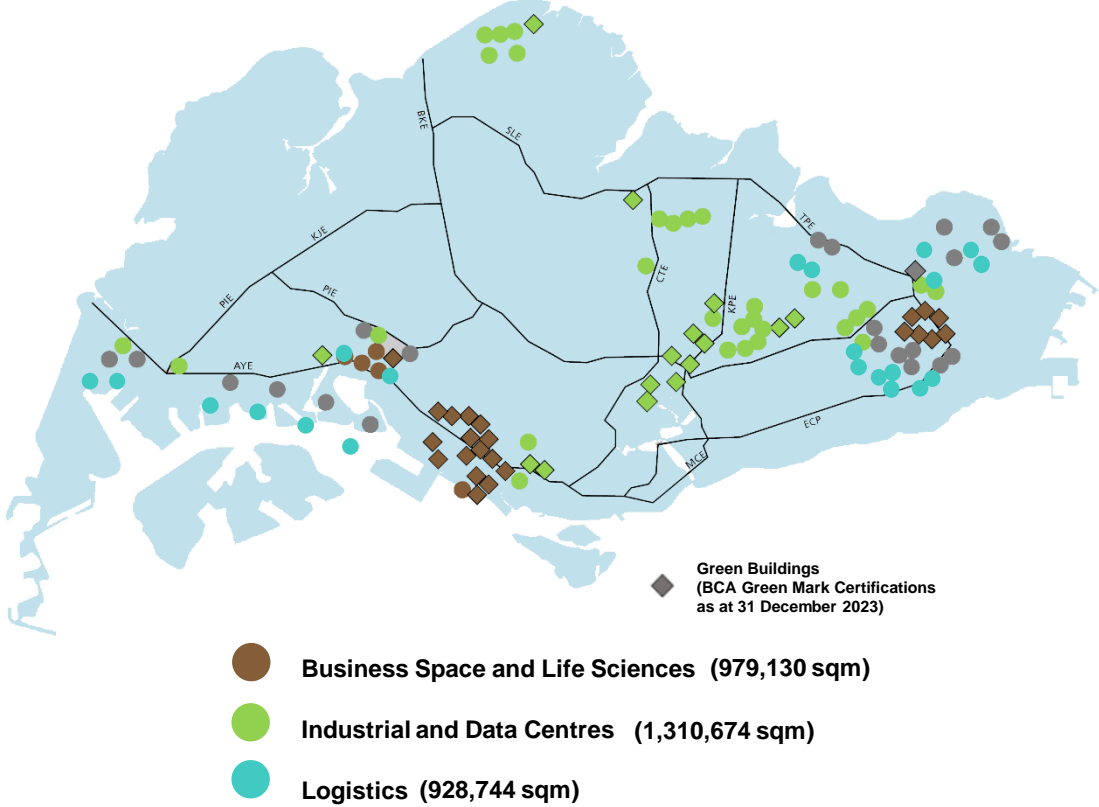 BKE
SLE
KJE
TPE
CTE
PIE
PIE
KPE
AYE
ECP
MCE
Green Buildings
(BCA Green Mark Certifications
as at 31 December 2023)
Business Space and Life Sciences (979,130 sqm)
Industrial and Data Centres (1,310,674 sqm)
Logistics (928,744 sqm)